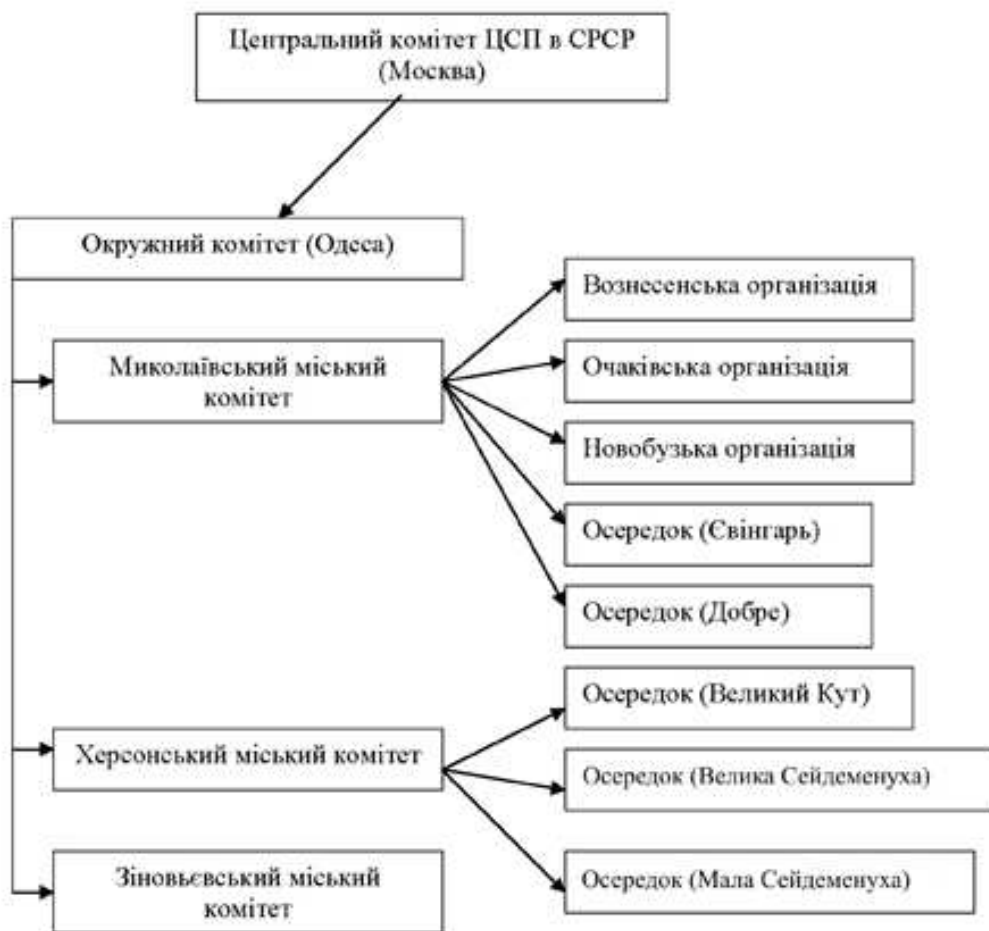 Центральний комітет ЦСП в СРСР
(Москва)
Окружний комітет (Одеса)
Вознесенська організація
Миколаївський міський
комітет
Очаківська організація
Новобузька організація
Осередок (Євінгарь)
Осередок (Добре)
Осередок (Великий Кут)
Херсонський міський комітет
Осередок (Велика Сейдеменуха)
Зіновьєвський міський
комітет
Осередок (Мала Сейдеменуха)